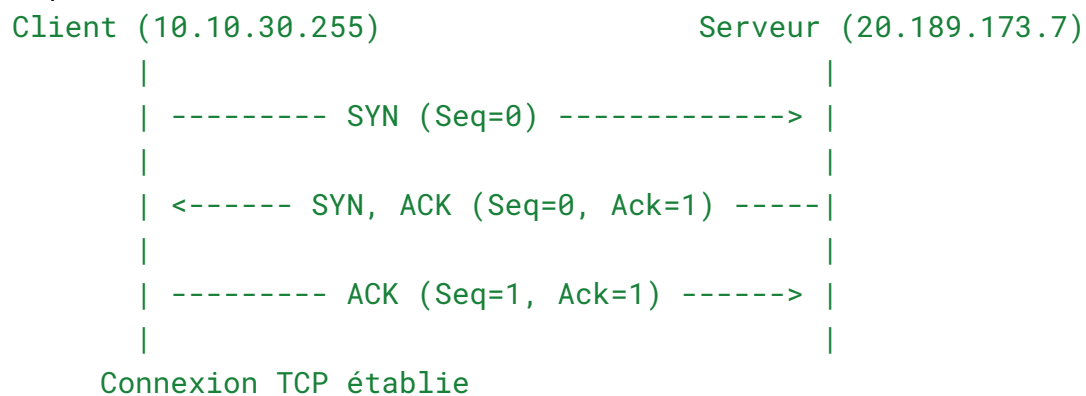 Client (10.10.30.255)                  Serveur (20.189.173.7)
       |                                       |
       | --------- SYN (Seq=0) -------------> |
       |                                       |
       | <------ SYN, ACK (Seq=0, Ack=1) -----|
       |                                       |
       | --------- ACK (Seq=1, Ack=1) ------> |
       |                                       |
     Connexion TCP établie